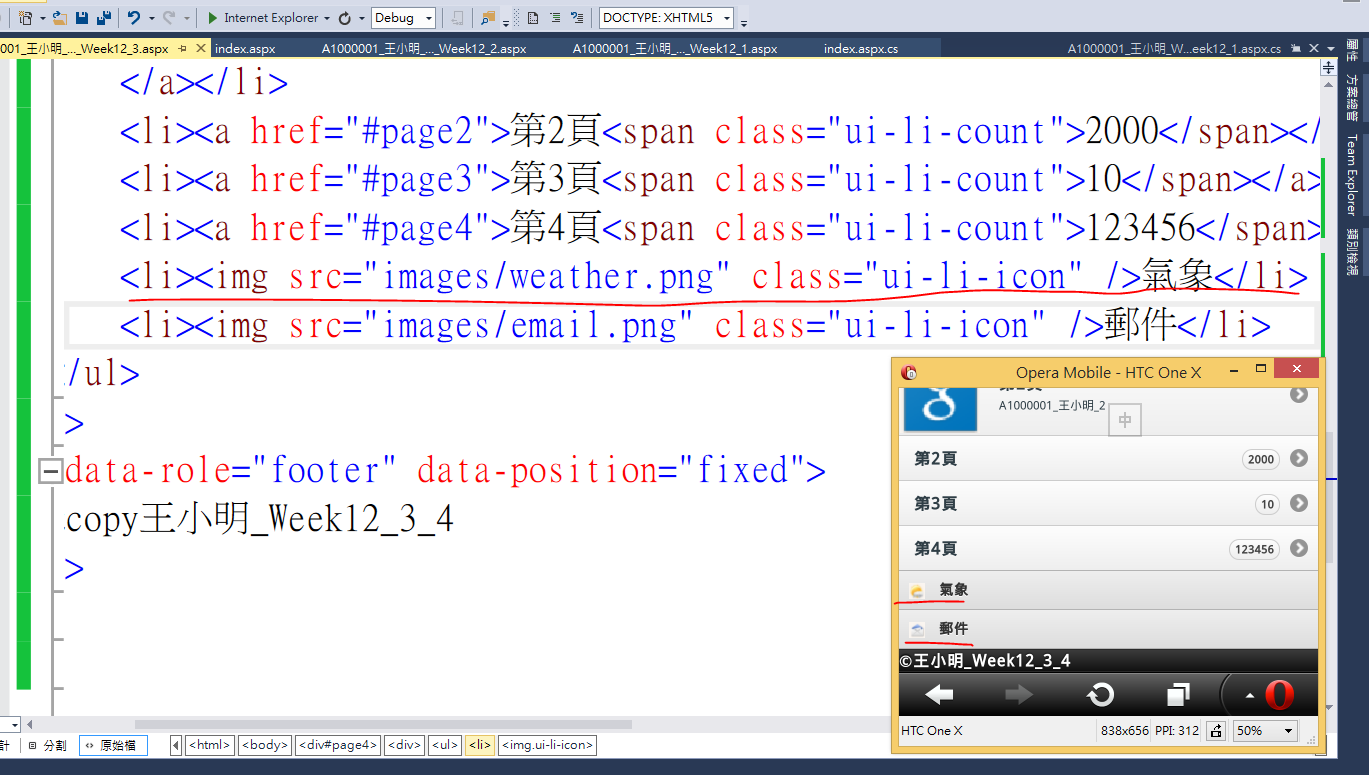 Internet Explorer Debug DOCTYPE: XHTML5
001_王小明_..._Week12_3.aspx index.aspx A1000001_王小明_..._Week12_2.aspx A1000001_王小明_..._Week12_1.aspx index.aspx.cs A1000001_王小明_W...eek12_1.aspx.cs
</a></li>
<li><a href="#page2">第2頁<span class="ui-li-count">2000</span></
<li><a href="#page3">第3頁<span class="ui-li-count">10</span></a>
<li><a href="#page4">第4頁<span class="ui-li-count">123456</span>
<li><img src="images/weather.png" class="ui-li-icon" />氣象</li>
<li><img src="images/email.png" class="ui-li-icon" />郵件</li>
/ul>
>
data-role="footer" data-position="fixed">
copy王小明_Week12_3_4
>
屬性
方案總管
Team Explorer
類別檢視
Opera Mobile - HTC One X
A1000001_王小明_2
中
第2頁 2000
第3頁 10
第4頁 123456
氣象
郵件
©王小明_Week12_3_4
HTC One X 838x656 PPI: 312 50%
計 分割 原始檔 <html> <body> <div#page4> <div> <ul> <li> <img.ui-li-icon>